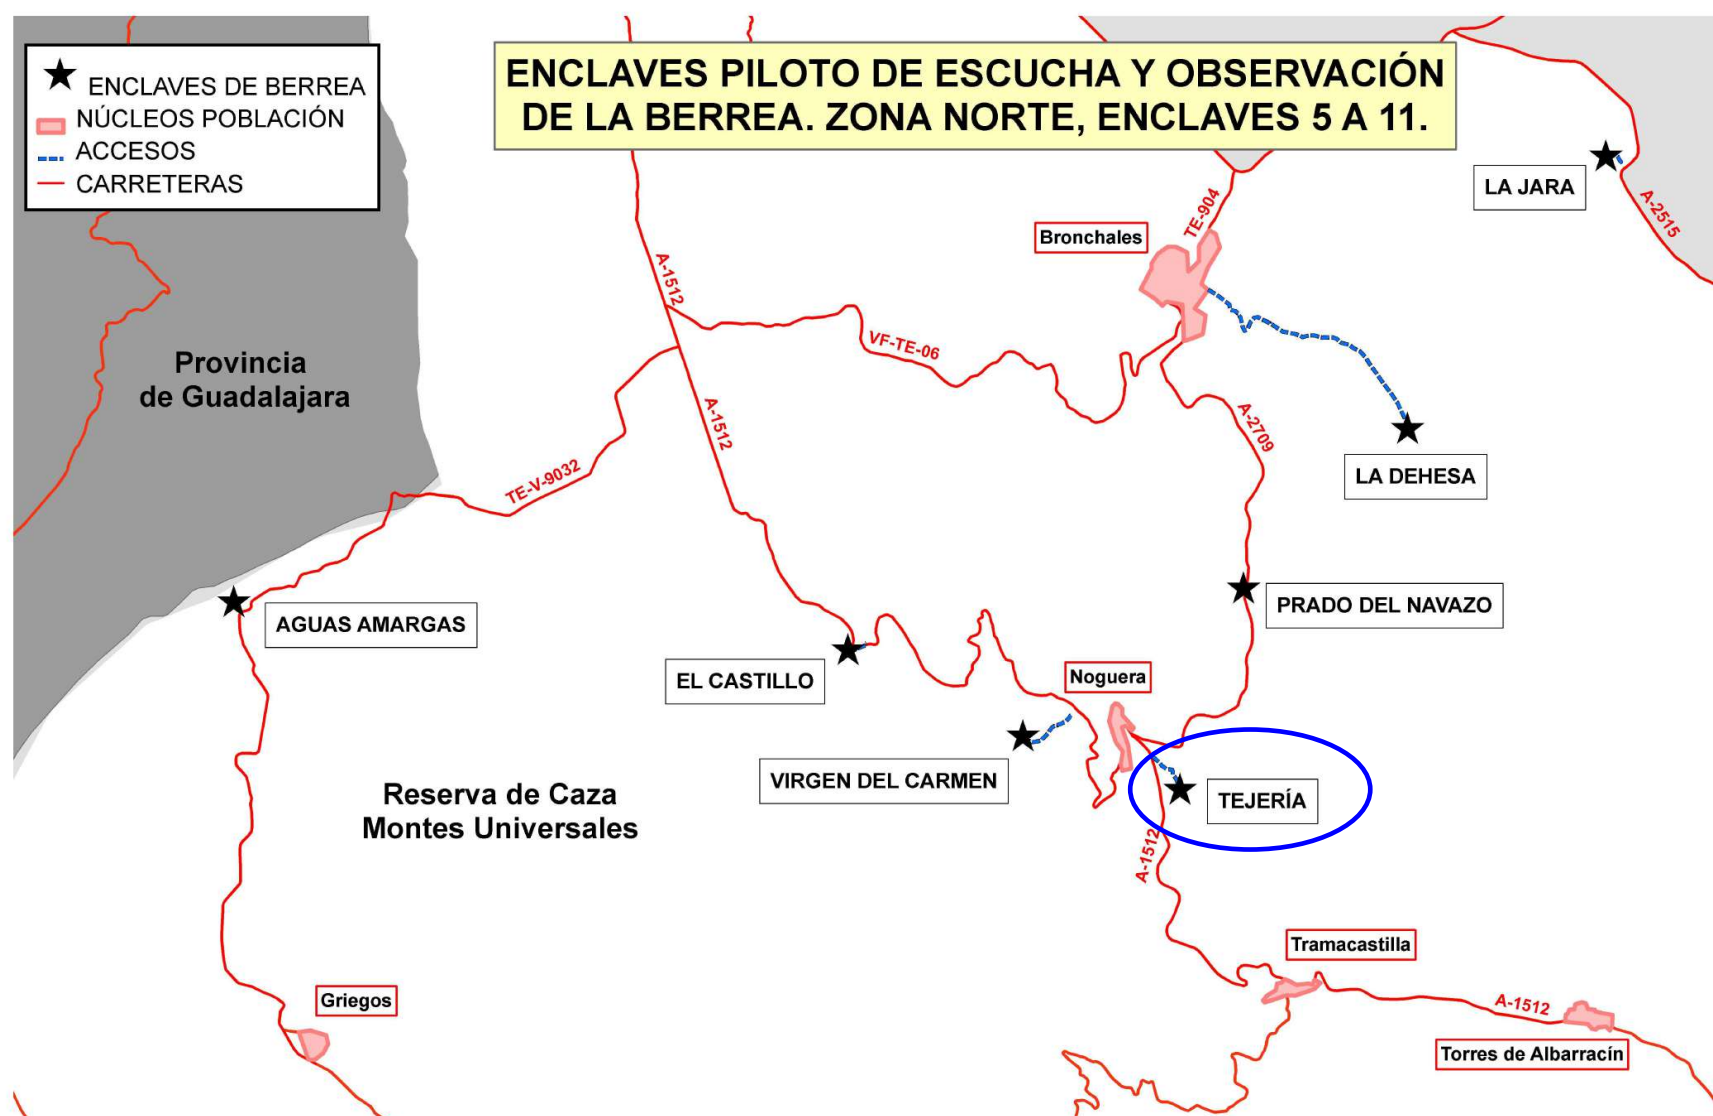 ENCLAVES DE BERREA
NÚCLEOS POBLACIÓN
ACCESOS
CARRETERAS
ENCLAVES PILOTO DE ESCUCHA Y OBSERVACIÓN
DE LA BERREA. ZONA NORTE, ENCLAVES 5 A 11.
LA JARA
A-2515
TE-904
Bronchales
A-1512
VF-TE-06
Provincia
de Guadalajara
A-1512
A-2709
LA DEHESA
TE-V-9032
AGUAS AMARGAS
PRADO DEL NAVAZO
EL CASTILLO
Noguera
VIRGEN DEL CARMEN
TEJERÍA
Reserva de Caza
Montes Universales
A-1512
Tramacastilla
Griegos
A-1512
Torres de Albarracín